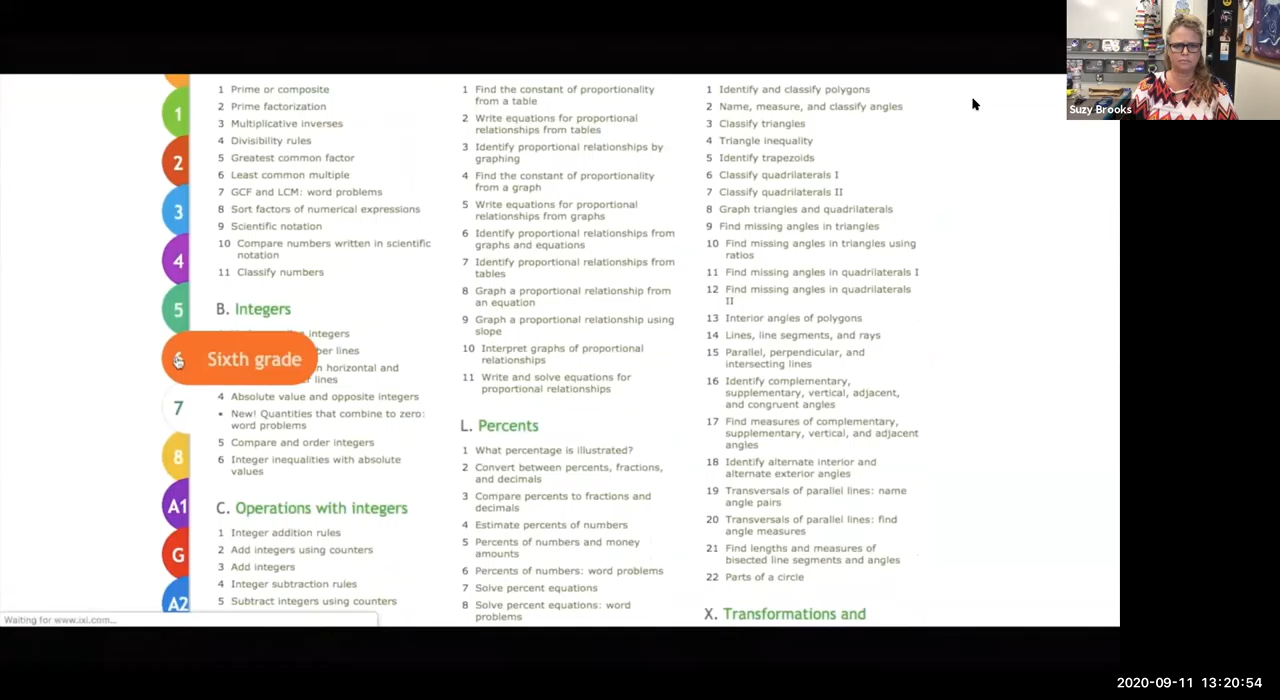 Suzy Brooks
1
2
3
4
5
6
Sixth grade
7
8
A1
G
A2
1 Prime or composite
2 Prime factorization
3 Multiplicative inverses
4 Divisibility rules
5 Greatest common factor
6 Least common multiple
7 GCF and LCM: word problems
8 Sort factors of numerical expressions
9 Scientific notation
10 Compare numbers written in scientific
notation
11 Classify numbers
B. Integers
integers
ber lines
n horizontal and
lines
4 Absolute value and opposite integers
• New! Quantities that combine to zero:
word problems
5 Compare and order integers
6 Integer inequalities with absolute
values
C. Operations with integers
1 Integer addition rules
2 Add integers using counters
3 Add integers
4 Integer subtraction rules
5 Subtract integers using counters
1 Find the constant of proportionality
from a table
2 Write equations for proportional
relationships from tables
3 Identify proportional relationships by
graphing
4 Find the constant of proportionality
from a graph
5 Write equations for proportional
relationships from graphs
6 Identify proportional relationships from
graphs and equations
7 Identify proportional relationships from
tables
8 Graph a proportional relationship from
an equation
9 Graph a proportional relationship using
slope
10 Interpret graphs of proportional
relationships
11 Write and solve equations for
proportional relationships
L. Percents
1 What percentage is illustrated?
2 Convert between percents, fractions,
and decimals
3 Compare percents to fractions and
decimals
4 Estimate percents of numbers
5 Percents of numbers and money
amounts
6 Percents of numbers: word problems
7 Solve percent equations
8 Solve percent equations: word
problems
1 Identify and classify polygons
2 Name, measure, and classify angles
3 Classify triangles
4 Triangle inequality
5 Identify trapezoids
6 Classify quadrilaterals I
7 Classify quadrilaterals II
8 Graph triangles and quadrilaterals
9 Find missing angles in triangles
10 Find missing angles in triangles using
ratios
11 Find missing angles in quadrilaterals I
12 Find missing angles in quadrilaterals
II
13 Interior angles of polygons
14 Lines, line segments, and rays
15 Parallel, perpendicular, and
intersecting lines
16 Identify complementary,
supplementary, vertical, adjacent,
and congruent angles
17 Find measures of complementary,
supplementary, vertical, and adjacent
angles
18 Identify alternate interior and
alternate exterior angles
19 Transversals of parallel lines: name
angle pairs
20 Transversals of parallel lines: find
angle measures
21 Find lengths and measures of
bisected line segments and angles
22 Parts of a circle
X. Transformations and
Waiting for www.ixl.com...
2020-09-11 13:20:54